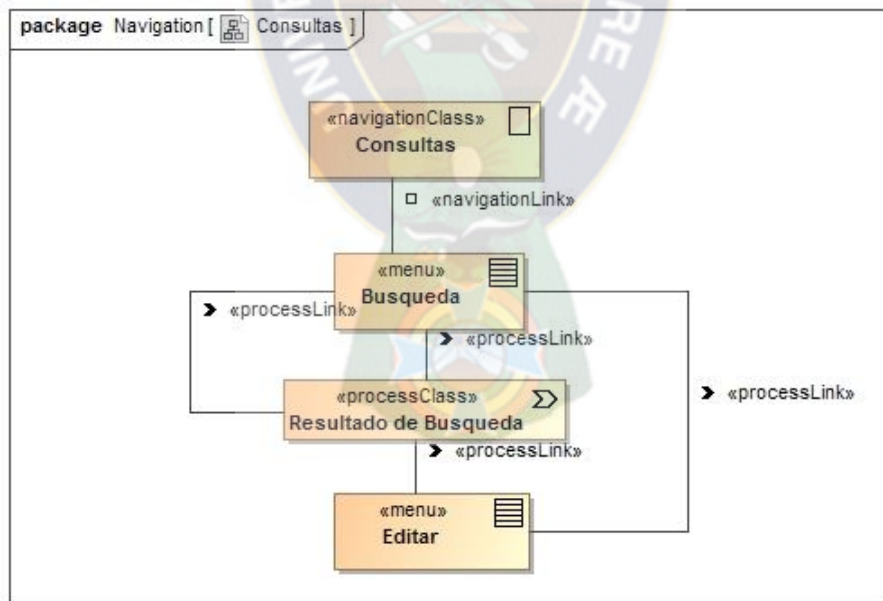 package Navigation [ Consultas ]
«navigationClass»
Consultas
«navigationLink»
«menu»
Busqueda
«processLink»
«processLink»
«processClass»
Resultado de Busqueda
«processLink»
«processLink»
«menu»
Editar